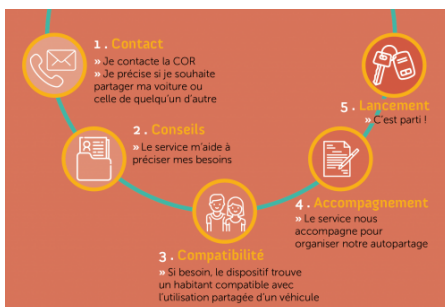 1. Contact
» Je contacte la COR
» Je précise si je souhaite
partager ma voiture ou
celle de quelqu'un d'autre
2. Conseils
» Le service m'aide à
préciser mes besoins
3. Compatibilité
» Si besoin, le dispositif trouve
un habitant compatible avec
l'utilisation partagée d'un véhicule
4. Accompagnement
» Le service nous
accompagne pour
organiser notre autopartage
5. Lancement
» C'est parti !